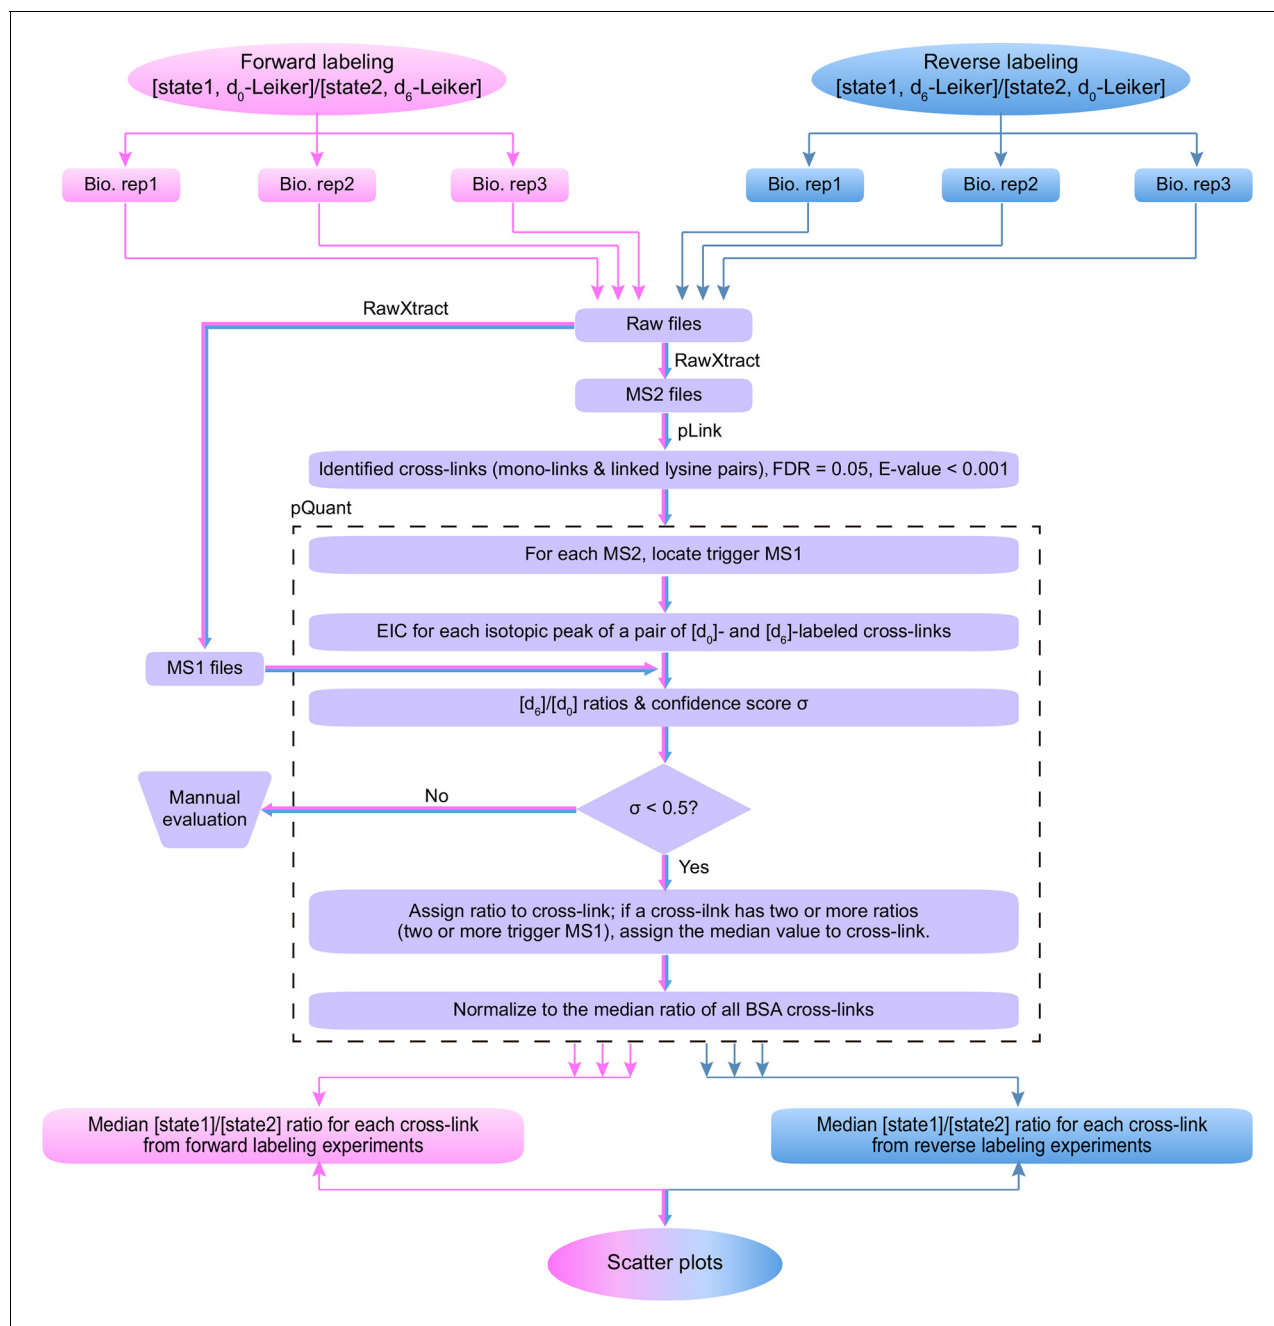 Forward labeling
[state1, d0-Leiker]/[state2, d6-Leiker]
Reverse labeling
[state1, d6-Leiker]/[state2, d0-Leiker]
Bio. rep1
Bio. rep2
Bio. rep3
Bio. rep1
Bio. rep2
Bio. rep3
RawXtract
Raw files
RawXtract
MS2 files
pLink
Identified cross-links (mono-links & linked lysine pairs), FDR = 0.05, E-value < 0.001
pQuant
For each MS2, locate trigger MS1
EIC for each isotopic peak of a pair of [d0]- and [d6]-labeled cross-links
MS1 files
[d6]/[d0] ratios & confidence score σ
Mannual
evaluation
No
σ < 0.5?
Yes
Assign ratio to cross-link; if a cross-ilnk has two or more ratios
(two or more trigger MS1), assign the median value to cross-link.
Normalize to the median ratio of all BSA cross-links
Median [state1]/[state2] ratio for each cross-link
from forward labeling experiments
Median [state1]/[state2] ratio for each cross-link
from reverse labeling experiments
Scatter plots